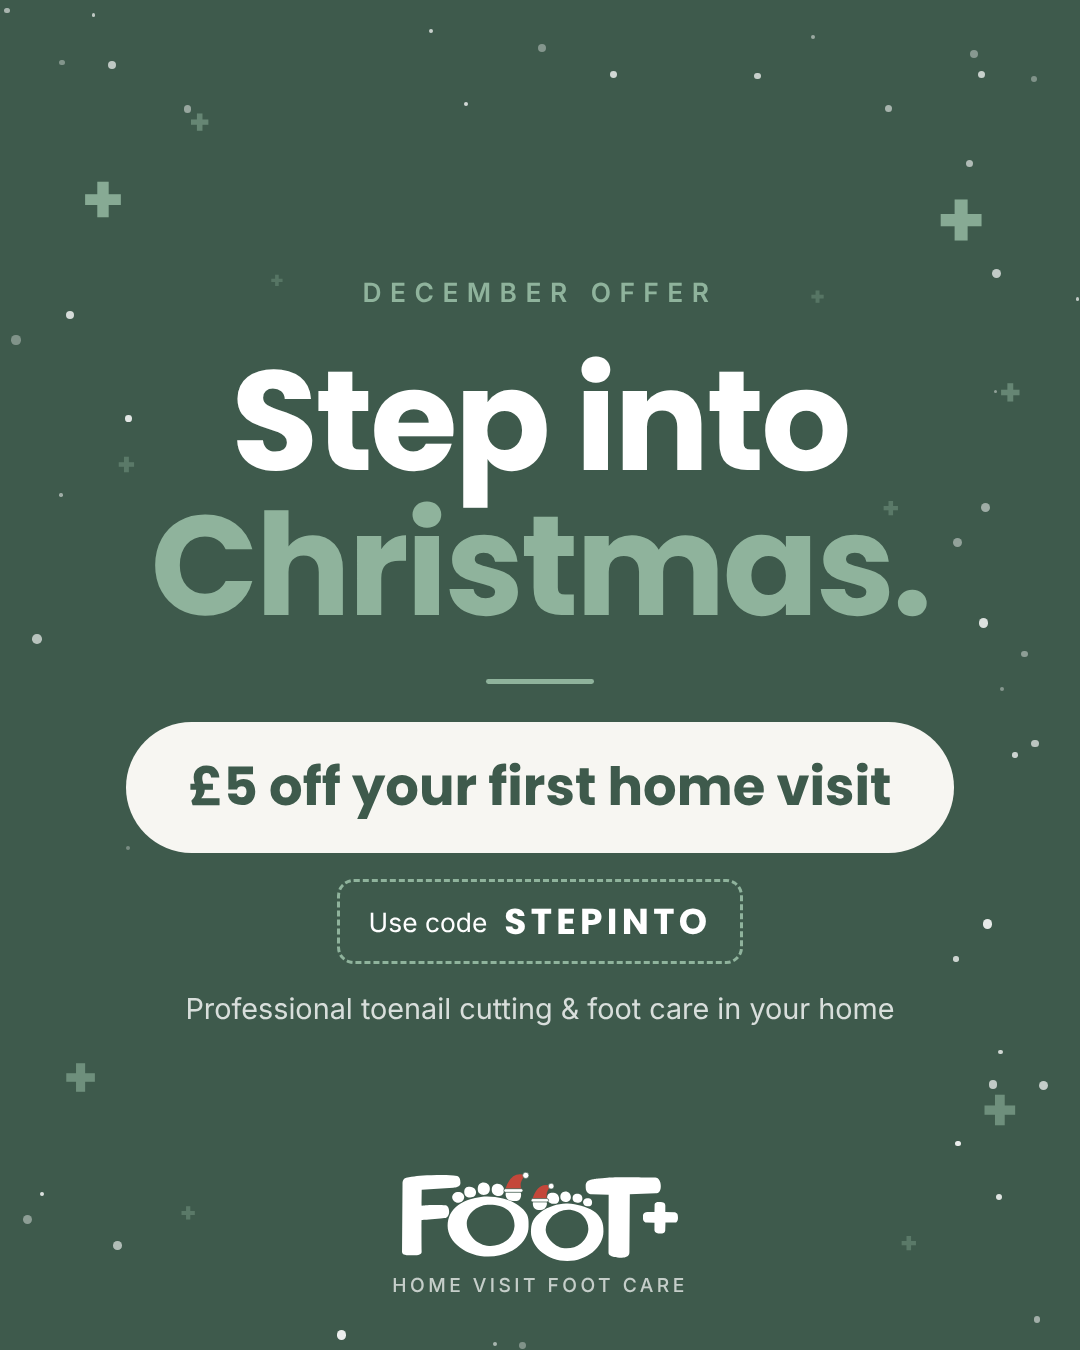 DECEMBER OFFER
Step into
Christmas.
£5 off your first home visit
Use code STEPINTO
Professional toenail cutting & foot care in your home
FOOT+
HOME VISIT FOOT CARE